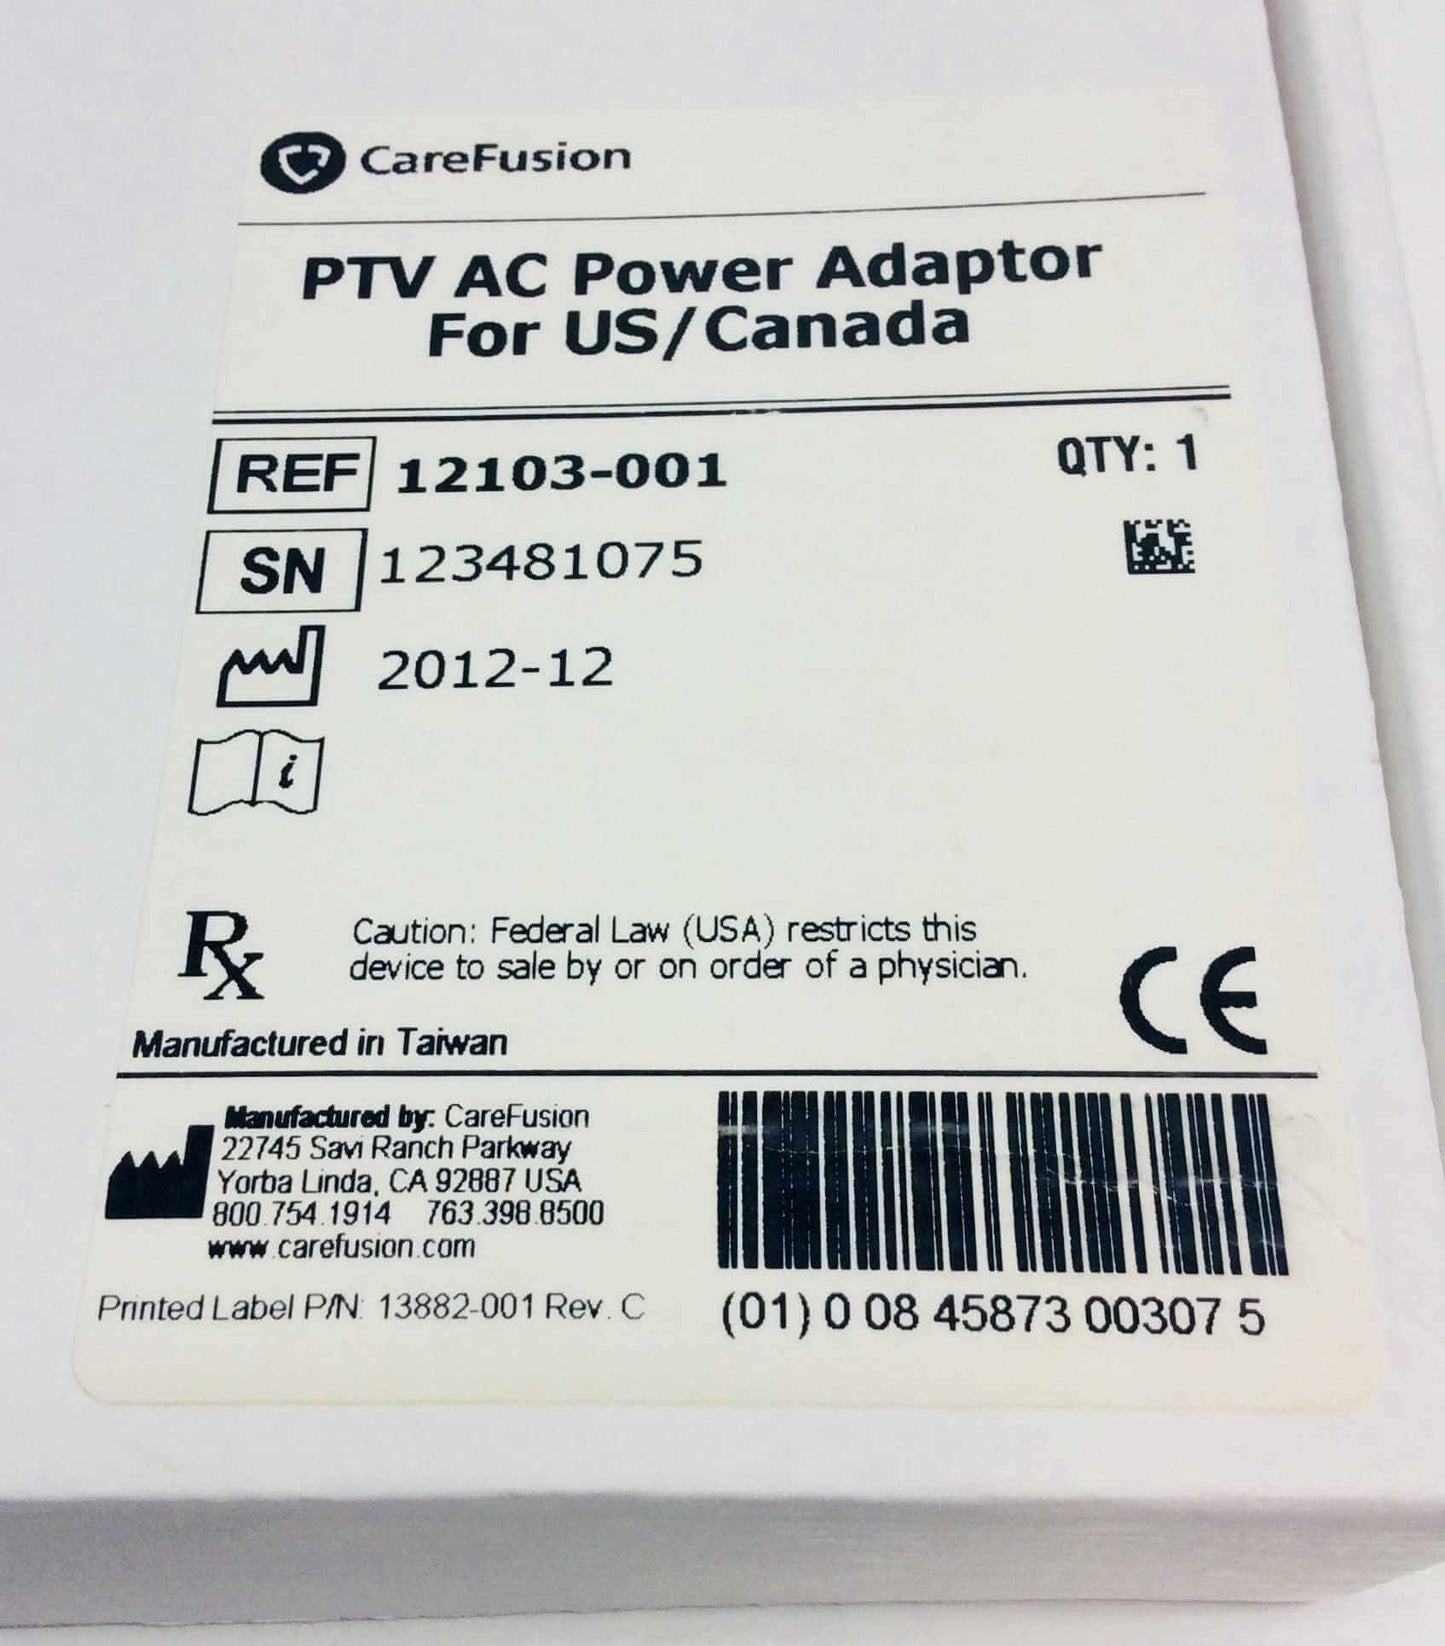 CareFusion
PTV AC Power Adaptor
For US/Canada
REF 12103-001 QTY: 1
SN 123481075
2012-12
i
Rx Caution: Federal Law (USA) restricts this
device to sale by or on order of a physician.
CE
Manufactured in Taiwan
Manufactured by: CareFusion
22745 Savi Ranch Parkway
Yorba Linda, CA 92887 USA
800.754.1914 763.398.8500
www.carefusion.com
Printed Label P/N: 13882-001 Rev. C
(01) 0 08 45873 00307 5